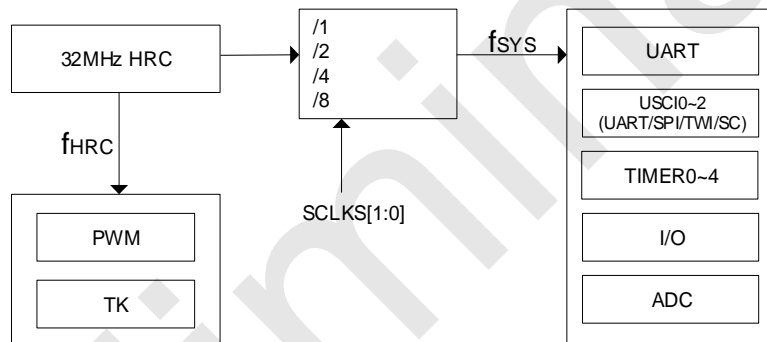 32MHz HRC
/1
/2
/4
/8
fSYS
UART
USCI0~2
(UART/SPI/TWI/SC)
TIMER0~4
I/O
ADC
fHRC
SCLKS[1:0]
PWM
TK